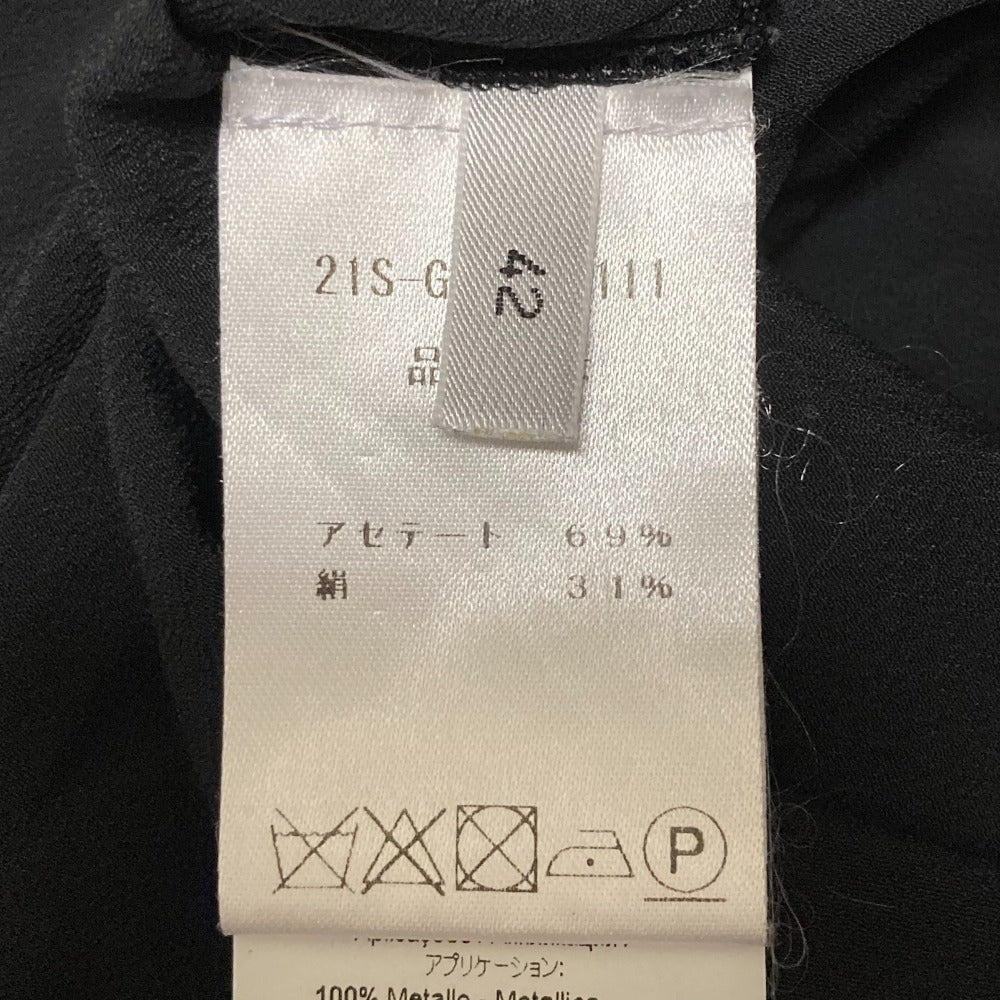 42
21S-G 111
品
アセテート 69%
絹 31%
P
アプリケーション:
100% Metallo - Metallica